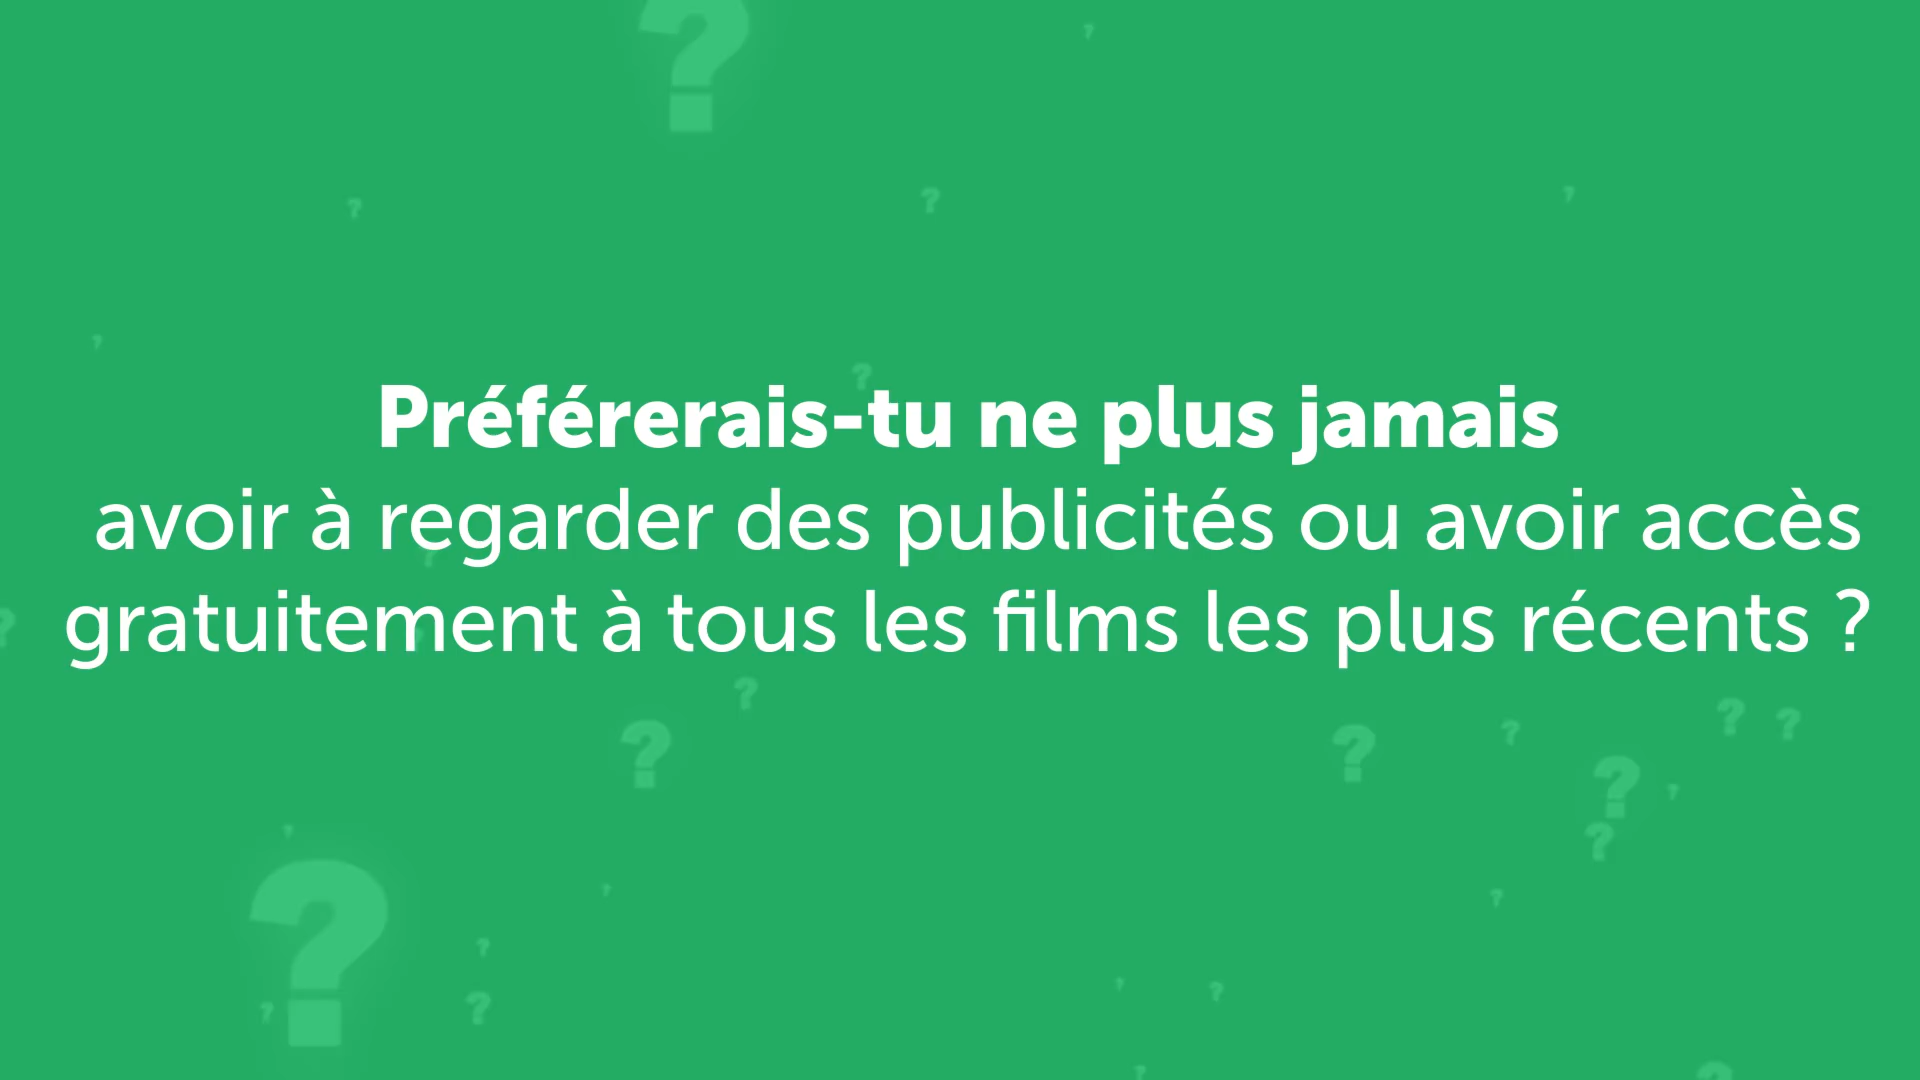 Préférerais-tu ne plus jamais
avoir à regarder des publicités ou avoir accès
gratuitement à tous les films les plus récents ?